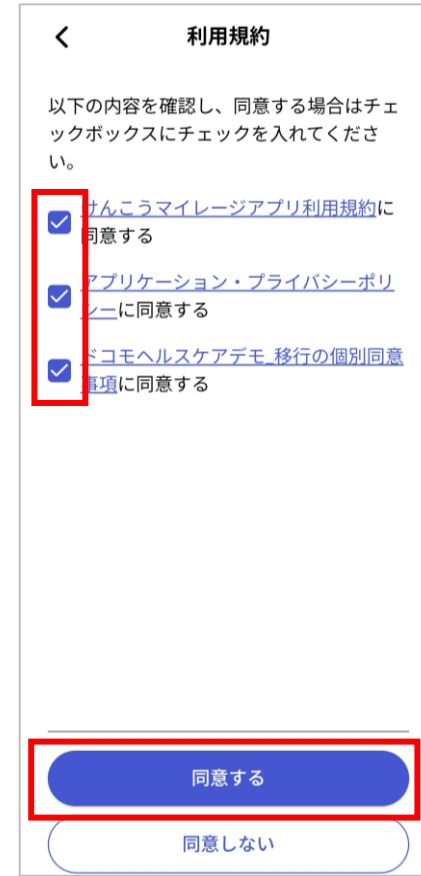 利用規約
以下の内容を確認し、同意する場合はチェ
ックボックスにチェックを入れてくださ
い。
けんこうマイレージアプリ利用規約に
同意する
アプリケーション・プライバシーポリ
シーに同意する
ドコモヘルスケアデモ_移行の個別同意
事項に同意する
同意する
同意しない